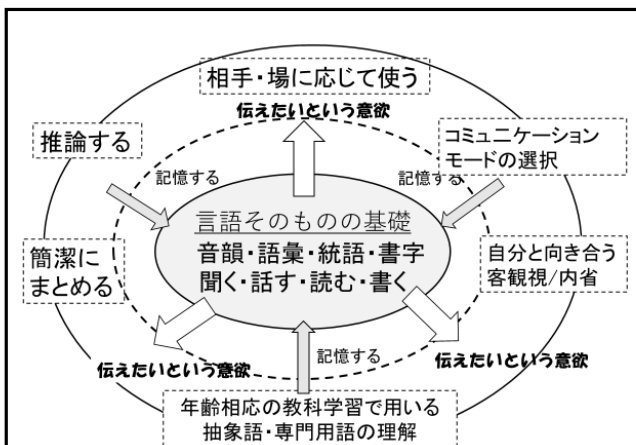 相手・場に応じて使う
伝えたいという意欲
推論する
コミュニケーション
モードの選択
記憶する
記憶する
言語そのものの基礎
音韻・語彙・統語・書字
聞く・話す・読む・書く
簡潔に
まとめる
自分と向き合う
客観視/内省
伝えたいという意欲
記憶する
伝えたいという意欲
年齢相応の教科学習で用いる
抽象語・専門用語の理解